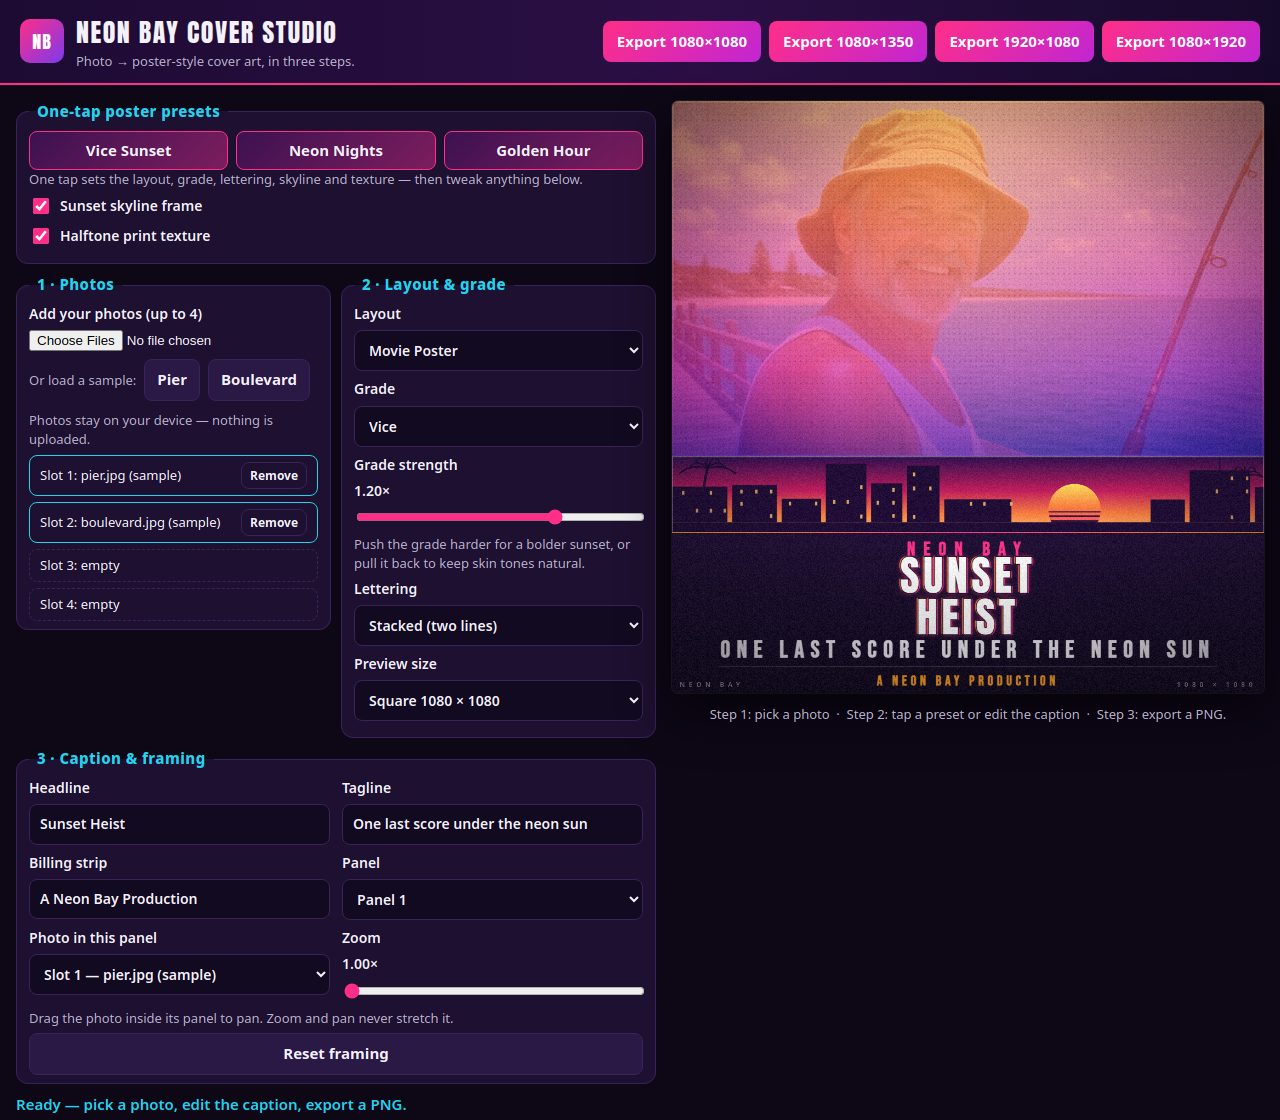 NB
NEON BAY COVER STUDIO
Photo → poster-style cover art, in three steps.
Export 1080×1080
Export 1080×1350
Export 1920×1080
Export 1080×1920
One-tap poster presets
Vice Sunset
Neon Nights
Golden Hour
One tap sets the layout, grade, lettering, skyline and texture — then tweak anything below.
Sunset skyline frame
Halftone print texture
1 · Photos
Add your photos (up to 4)
Choose Files No file chosen
Or load a sample:
Pier
Boulevard
Photos stay on your device — nothing is
uploaded.
Slot 1: pier.jpg (sample)
Remove
Slot 2: boulevard.jpg (sample)
Remove
Slot 3: empty
Slot 4: empty
2 · Layout & grade
Layout
Movie Poster
Grade
Vice
Grade strength
1.20×
Push the grade harder for a bolder sunset, or
pull it back to keep skin tones natural.
Lettering
Stacked (two lines)
Preview size
Square 1080 × 1080
3 · Caption & framing
Headline
Sunset Heist
Tagline
One last score under the neon sun
Billing strip
A Neon Bay Production
Panel
Panel 1
Photo in this panel
Slot 1 — pier.jpg (sample)
Zoom
1.00×
Drag the photo inside its panel to pan. Zoom and pan never stretch it.
Reset framing
Ready — pick a photo, edit the caption, export a PNG.
NEON BAY
SUNSET
HEIST
ONE LAST SCORE UNDER THE NEON SUN
A NEON BAY PRODUCTION
NEON BAY
1080 × 1080
Step 1: pick a photo · Step 2: tap a preset or edit the caption · Step 3: export a PNG.